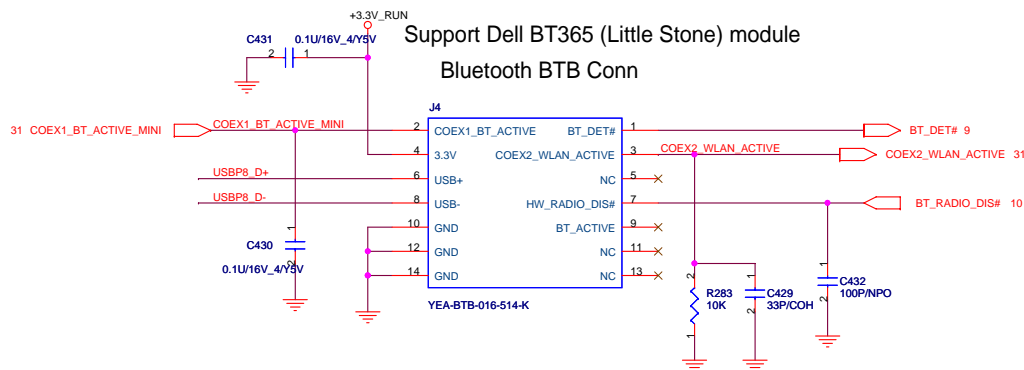 +3.3V_RUN
Support Dell BT365 (Little Stone) module
Bluetooth BTB Conn
C431 0.1U/16V_4/Y5V
2 1
J4
31 COEX1_BT_ACTIVE_MINI COEX1_BT_ACTIVE_MINI 2 COEX1_BT_ACTIVE BT_DET# 1 BT_DET# 9
4 3.3V COEX2_WLAN_ACTIVE 3 COEX2_WLAN_ACTIVE COEX2_WLAN_ACTIVE 31
USBP8_D+ 6 USB+ NC 5
USBP8_D- 8 USB- HW_RADIO_DIS# 7 BT_RADIO_DIS# 10
10 GND BT_ACTIVE 9
12 GND NC 11
14 GND NC 13
1
C430
2
0.1U/16V_4/Y5V
YEA-BTB-016-514-K
2
R283
10K
1
1
C429
33P/COH
2
1
C432
100P/NPO
2